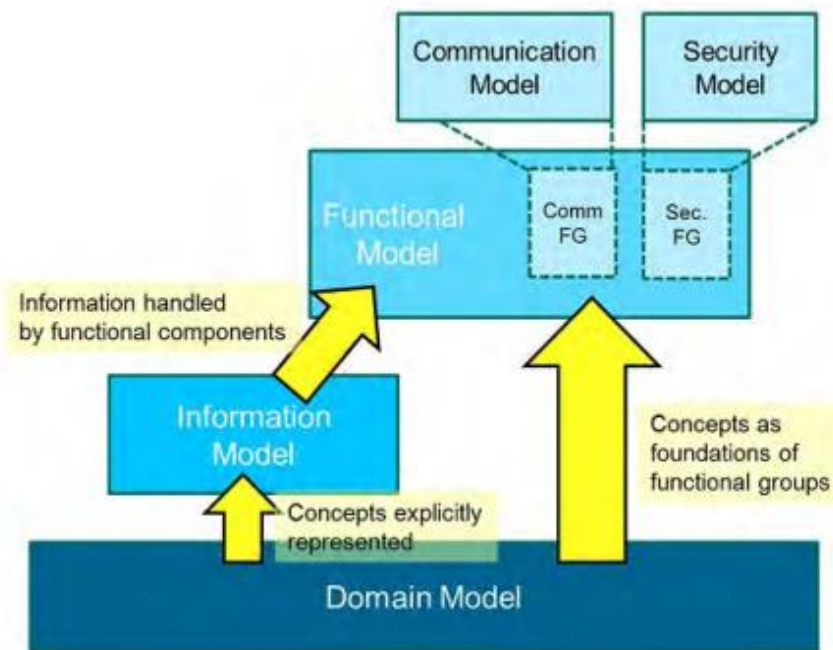 Communication
Model
Security
Model
Functional
Model
Comm
FG
Sec.
FG
Information handled
by functional components
Information
Model
Concepts as
foundations of
functional groups
Concepts explicitly
represented
Domain Model